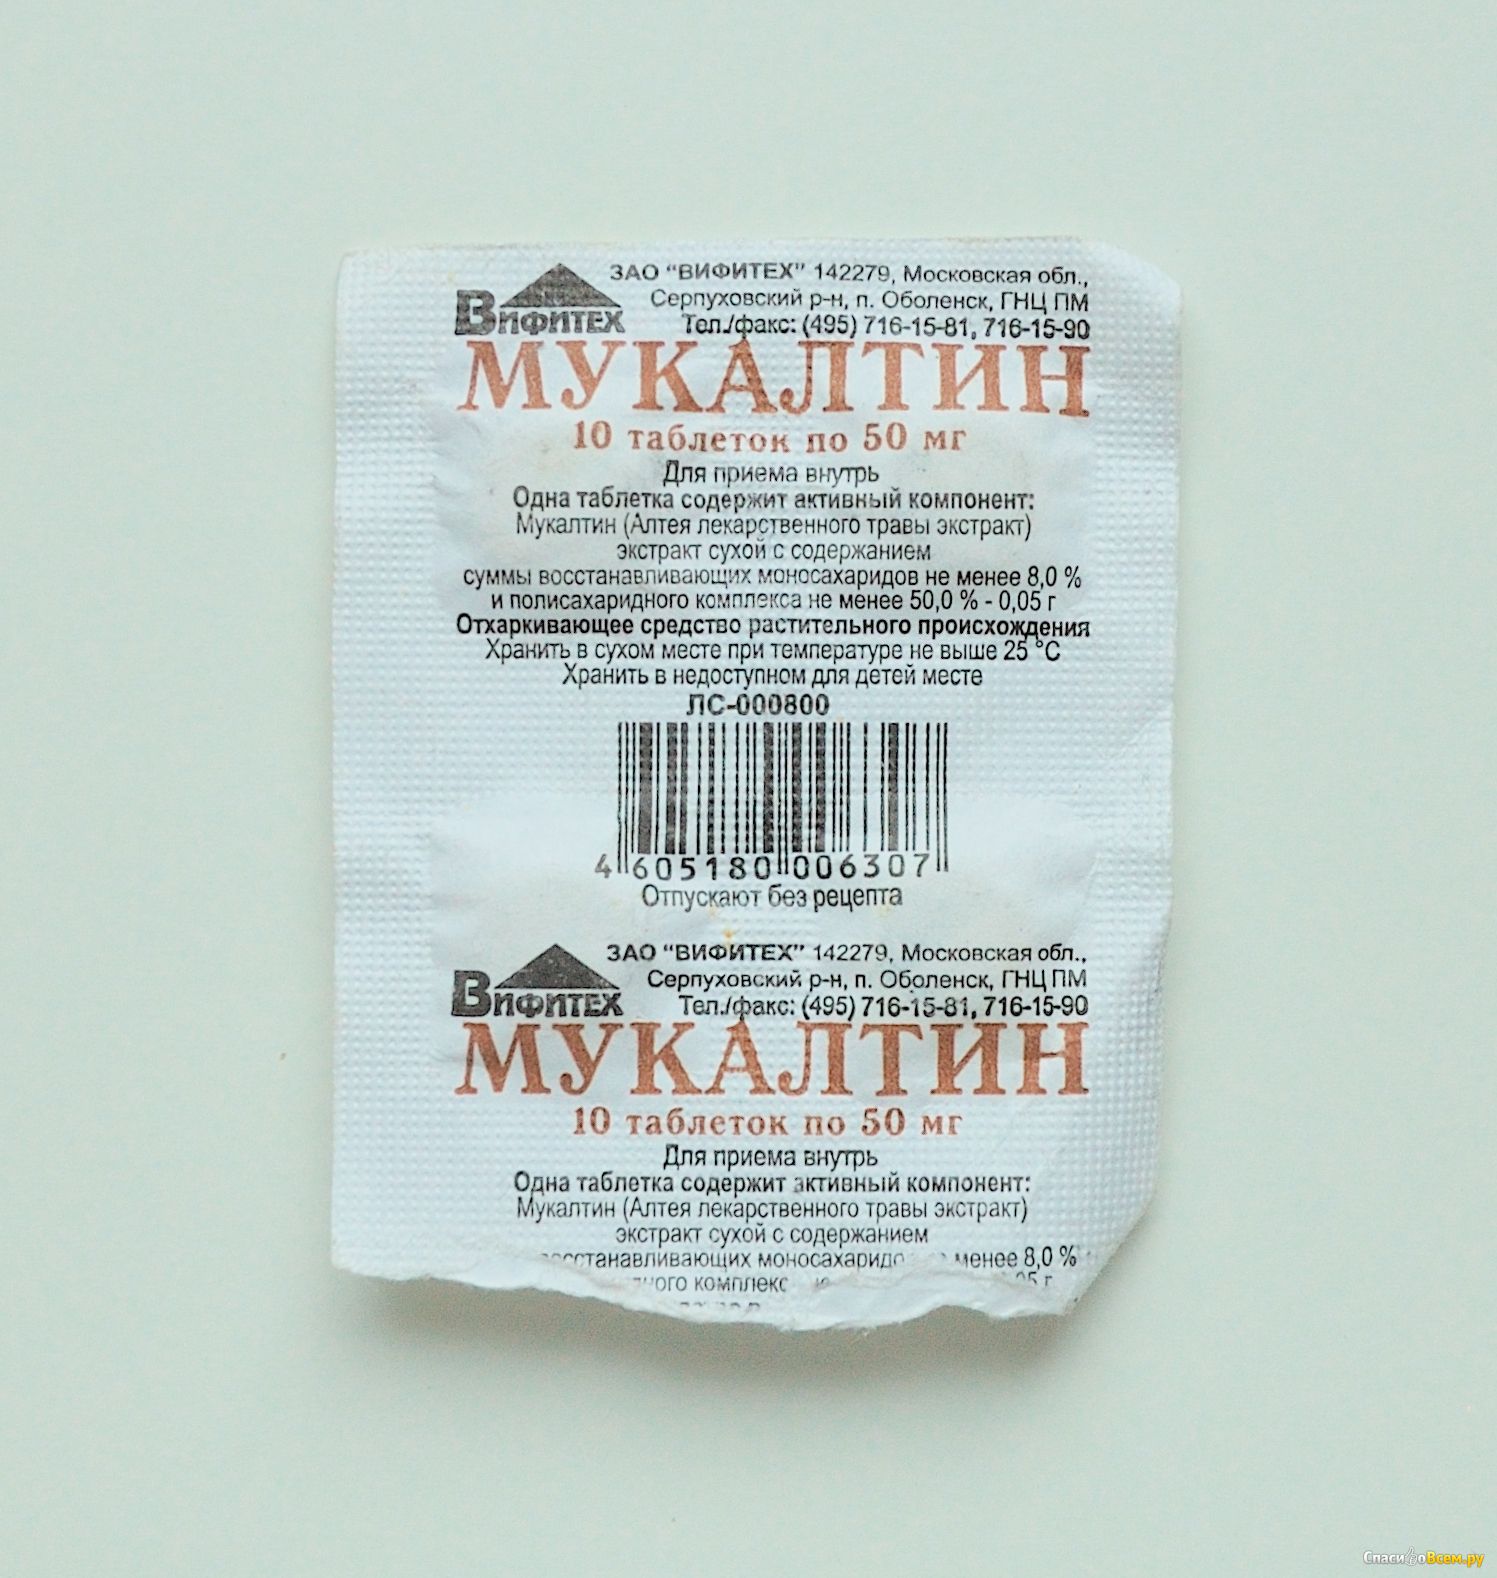 ЗАО "ВИФИТЕХ" 142279, Московская обл.,
Серпуховский р-н, п. Оболенск, ГНЦ ПМ
ВИФИТЕХ Тел./факс: (495) 716-15-81, 716-15-90
МУКАЛТИН
10 таблеток по 50 мг
Для приема внутрь
Одна таблетка содержит активный компонент:
Мукалтин (Алтея лекарственного травы экстракт)
экстракт сухой с содержанием
суммы восстанавливающих моносахаридов не менее 8,0 %
и полисахаридного комплекса не менее 50,0 % - 0,05 г
Отхаркивающее средство растительного происхождения
Хранить в сухом месте при температуре не выше 25 °С
Хранить в недоступном для детей месте
ЛС-000800
4 605180 006307
Отпускают без рецепта
ЗАО "ВИФИТЕХ" 142279, Московская обл.,
Серпуховский р-н, п. Оболенск, ГНЦ ПМ
ВИФИТЕХ Тел./факс: (495) 716-15-81, 716-15-90
МУКАЛТИН
10 таблеток по 50 мг
Для приема внутрь
Одна таблетка содержит активный компонент:
Мукалтин (Алтея лекарственного травы экстракт)
экстракт сухой с содержанием
восстанавливающих моносахаридов менее 8,0 %
комплекс
СпасибоВсем.ру